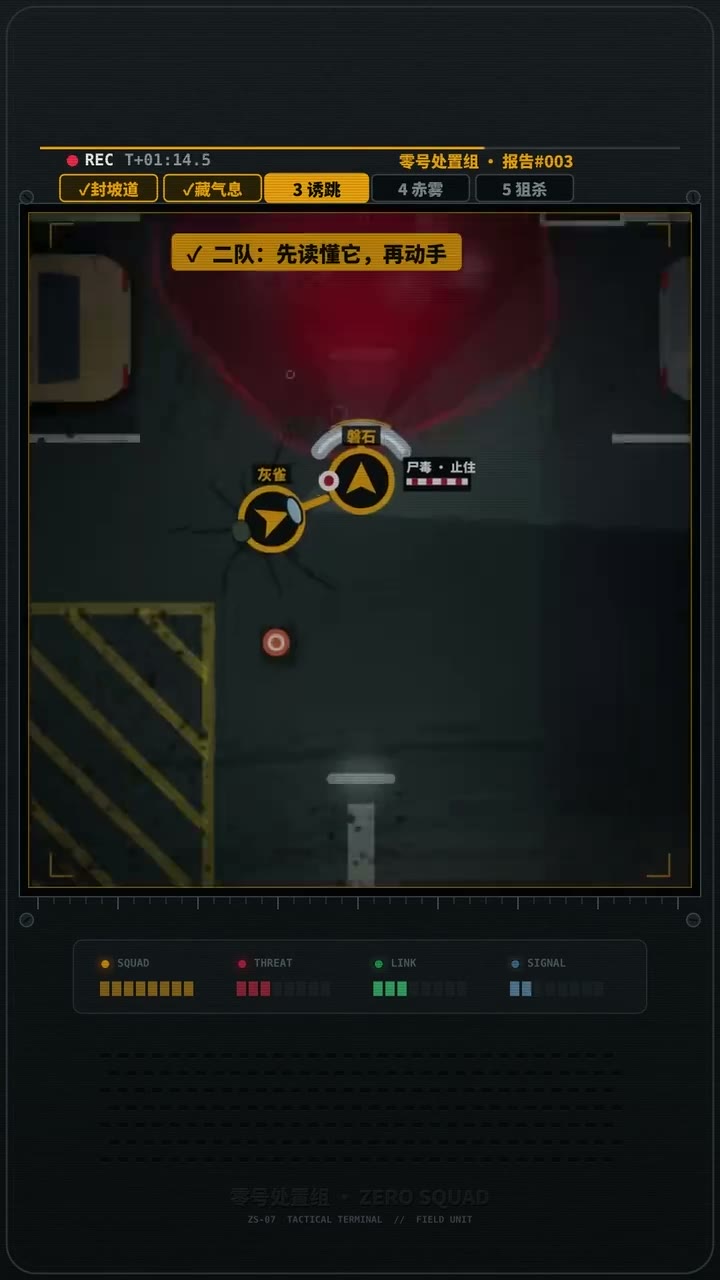 REC T+01:14.5
零号处置组 · 报告#003
✓封坡道
✓藏气息
3 诱跳
4 赤雾
5 狙杀
✓ 二队：先读懂它，再动手
磐石
灰雀
尸毒 · 止住
SQUAD
THREAT
LINK
SIGNAL
零号处置组 · ZERO SQUAD
ZS-07 TACTICAL TERMINAL // FIELD UNIT